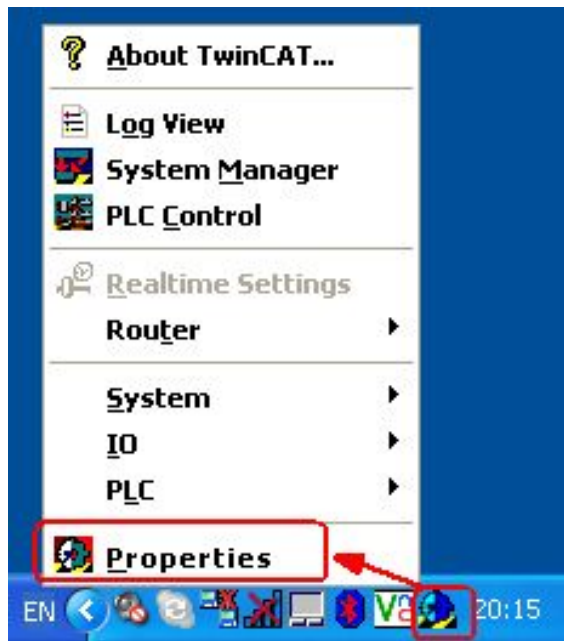 About TwinCAT...
Log View
System Manager
PLC Control
Realtime Settings
Router
System
IO
PLC
Properties
EN
20:15